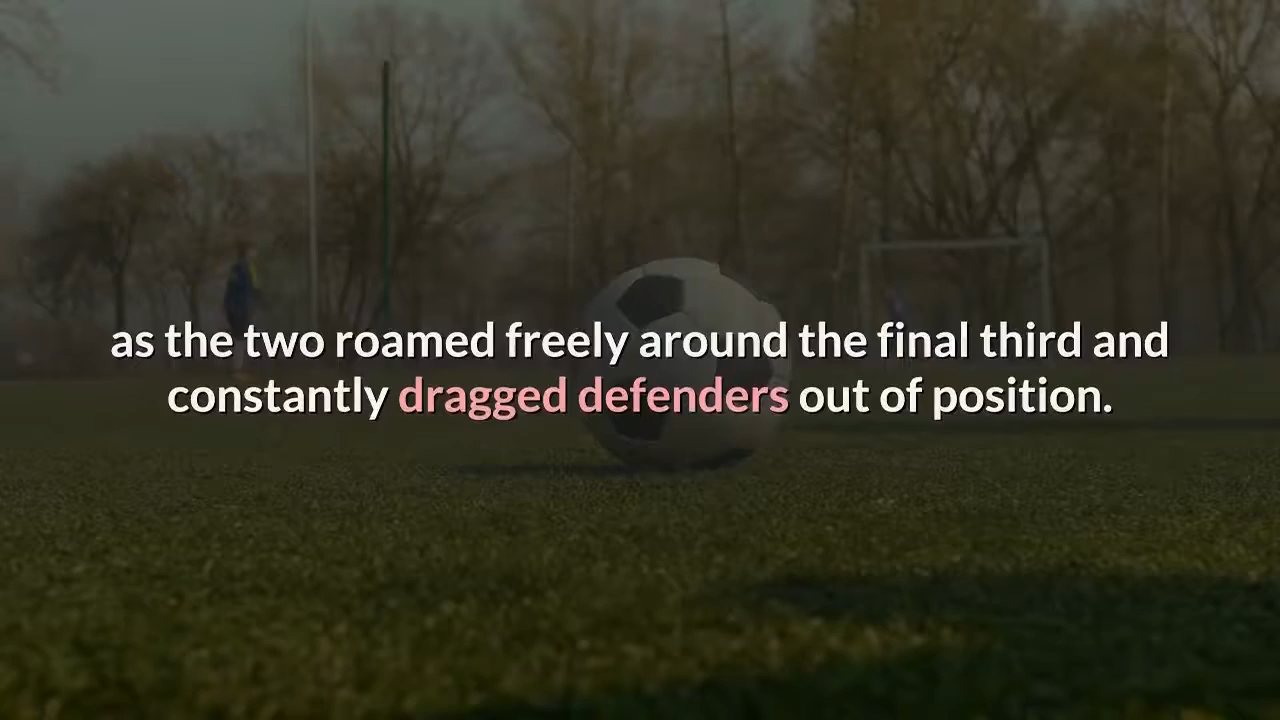 as the two roamed freely around the final third and
constantly dragged defenders out of position.